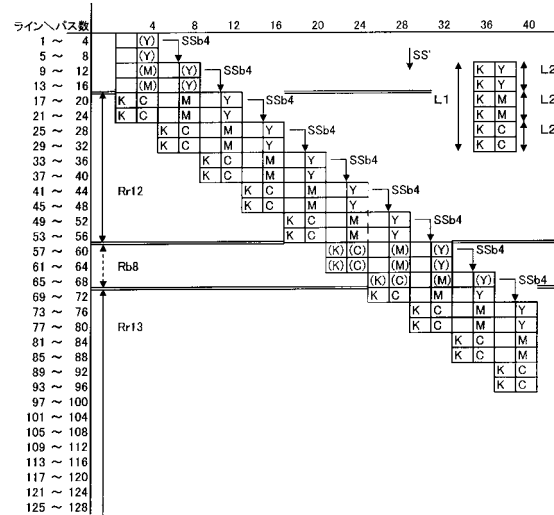 ライン＼パス数 4 8 12 16 20 24 28 32 36 40
1 ～ 4 (Y) SSb4
5 ～ 8 (Y) SS'
9 ～ 12 (M) (Y) SSb4 K Y L2
13 ～ 16 (M) (Y) K Y
17 ～ 20 K C M Y SSb4 L1 K M L2
21 ～ 24 K C M Y K M
25 ～ 28 K C M Y SSb4 K C L2
29 ～ 32 K C M Y K C
33 ～ 36 K C M Y SSb4
37 ～ 40 K C M Y
41 ～ 44 Rr12 K C M Y SSb4
45 ～ 48 K C M Y
49 ～ 52 K C M Y SSb4
53 ～ 56 K C M Y
57 ～ 60 (K) (C) (M) (Y) SSb4
61 ～ 64 Rb8 (K) (C) (M) (Y)
65 ～ 68 (K) (C) (M) (Y) SSb4
69 ～ 72 K C M Y
73 ～ 76 Rr13 K C M Y
77 ～ 80 K C M Y
81 ～ 84 K C M
85 ～ 88 K C M
89 ～ 92 K C
93 ～ 96 K C
97 ～ 100
101 ～ 104
105 ～ 108
109 ～ 112
113 ～ 116
117 ～ 120
121 ～ 124
125 ～ 128